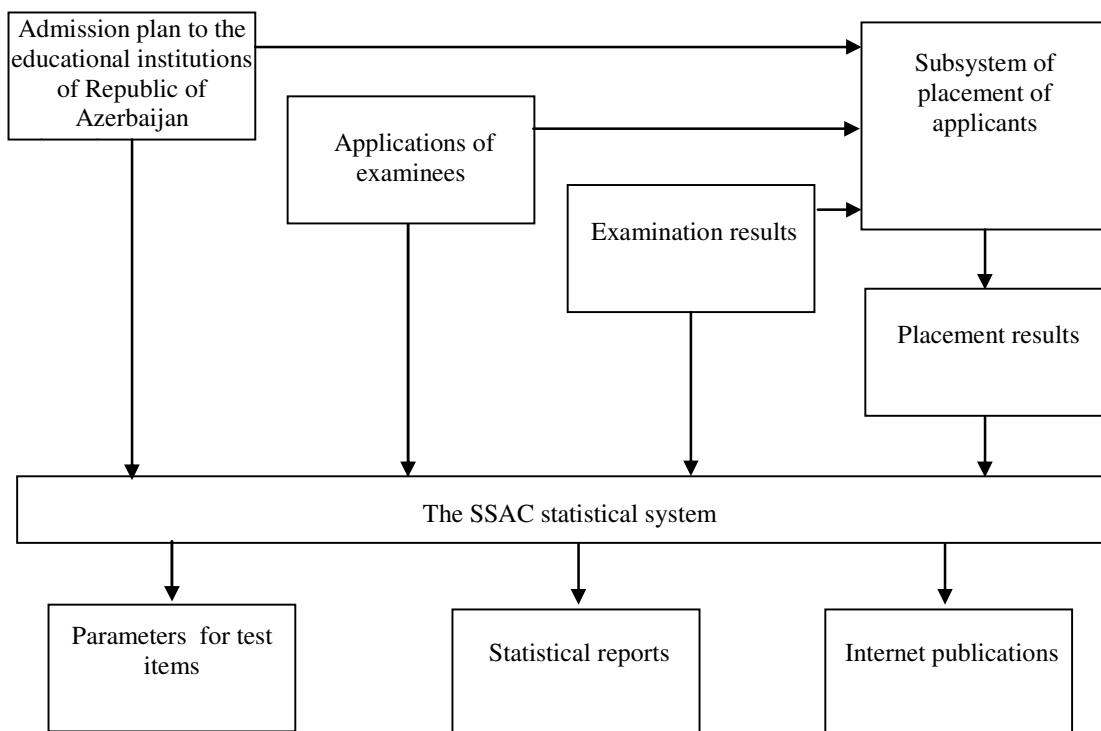 Admission plan to the
educational institutions
of Republic of
Azerbaijan
Subsystem of
placement of
applicants
Applications of
examinees
Examination results
Placement results
The SSAC statistical system
Parameters for test
items
Statistical reports
Internet publications